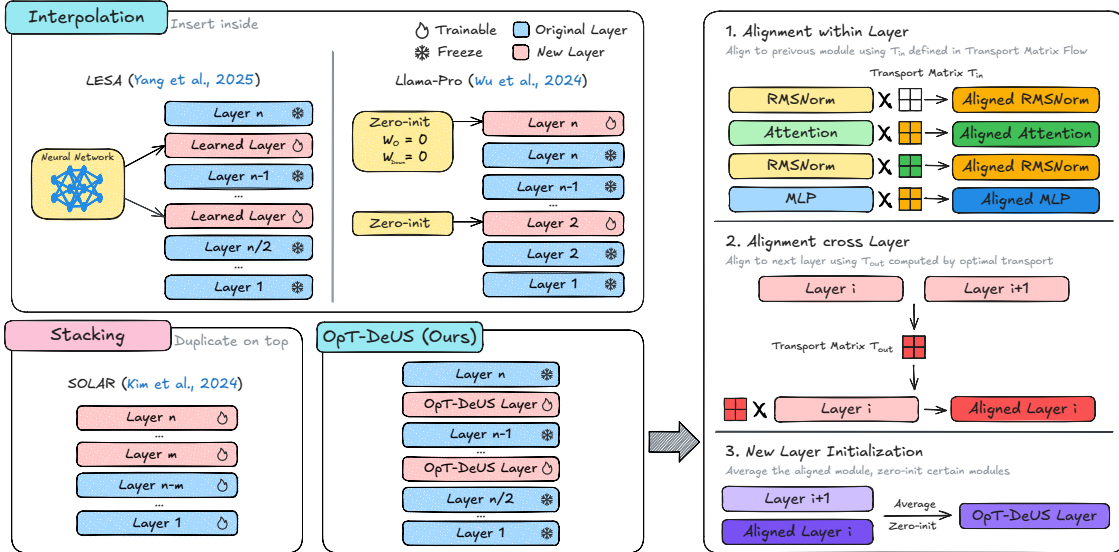 Interpolation
Insert inside
Trainable
Original Layer
Freeze
New Layer
LESA (Yang et al., 2025)
Layer n
Learned Layer
Neural Network
Layer n-1
...
Learned Layer
Layer n/2
...
Layer 1
Llama-Pro (Wu et al., 2024)
Zero-init
W_O = 0
W_Down = 0
Layer n
Layer n
Layer n-1
...
Zero-init
Layer 2
Layer 2
Layer 1
Stacking
Duplicate on top
SOLAR (Kim et al., 2024)
Layer n
...
Layer m
Layer n-m
...
Layer 1
OpT-DeUS (Ours)
Layer n
OpT-DeUS Layer
Layer n-1
...
OpT-DeUS Layer
Layer n/2
...
Layer 1
1. Alignment within Layer
Align to preivous module using T_in defined in Transport Matrix Flow
Transport Matrix T_in
RMSNorm X Aligned RMSNorm
Attention X Aligned Attention
RMSNorm X Aligned RMSNorm
MLP X Aligned MLP
2. Alignment cross Layer
Align to next layer using T_out computed by optimal transport
Layer i
Layer i+1
Transport Matrix T_out
X Layer i Aligned Layer i
3. New Layer Initialization
Average the aligned module, zero-init certain modules
Layer i+1
Aligned Layer i
Average
Zero-init
OpT-DeUS Layer